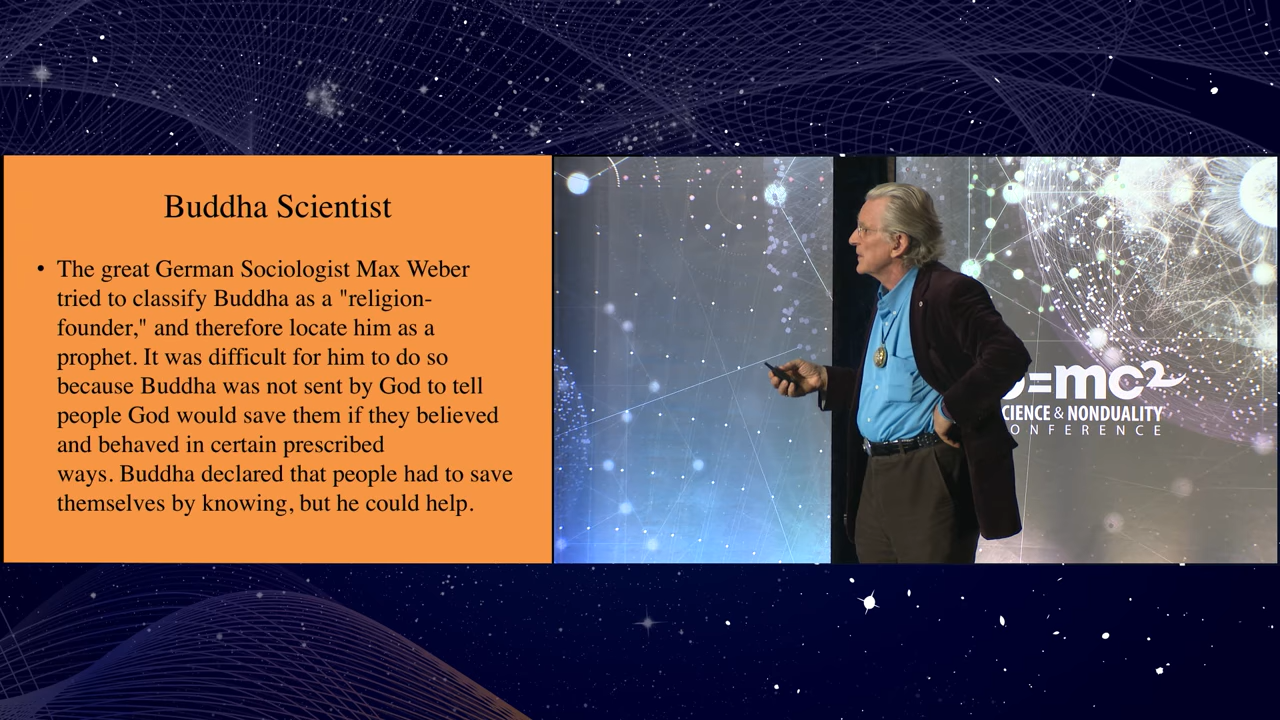 Buddha Scientist
• The great German Sociologist Max Weber
tried to classify Buddha as a "religion-
founder," and therefore locate him as a
prophet. It was difficult for him to do so
because Buddha was not sent by God to tell
people God would save them if they believed
and behaved in certain prescribed
ways. Buddha declared that people had to save
themselves by knowing, but he could help.
=mc2
CIENCE & NONDUALITY
ONFERENCE